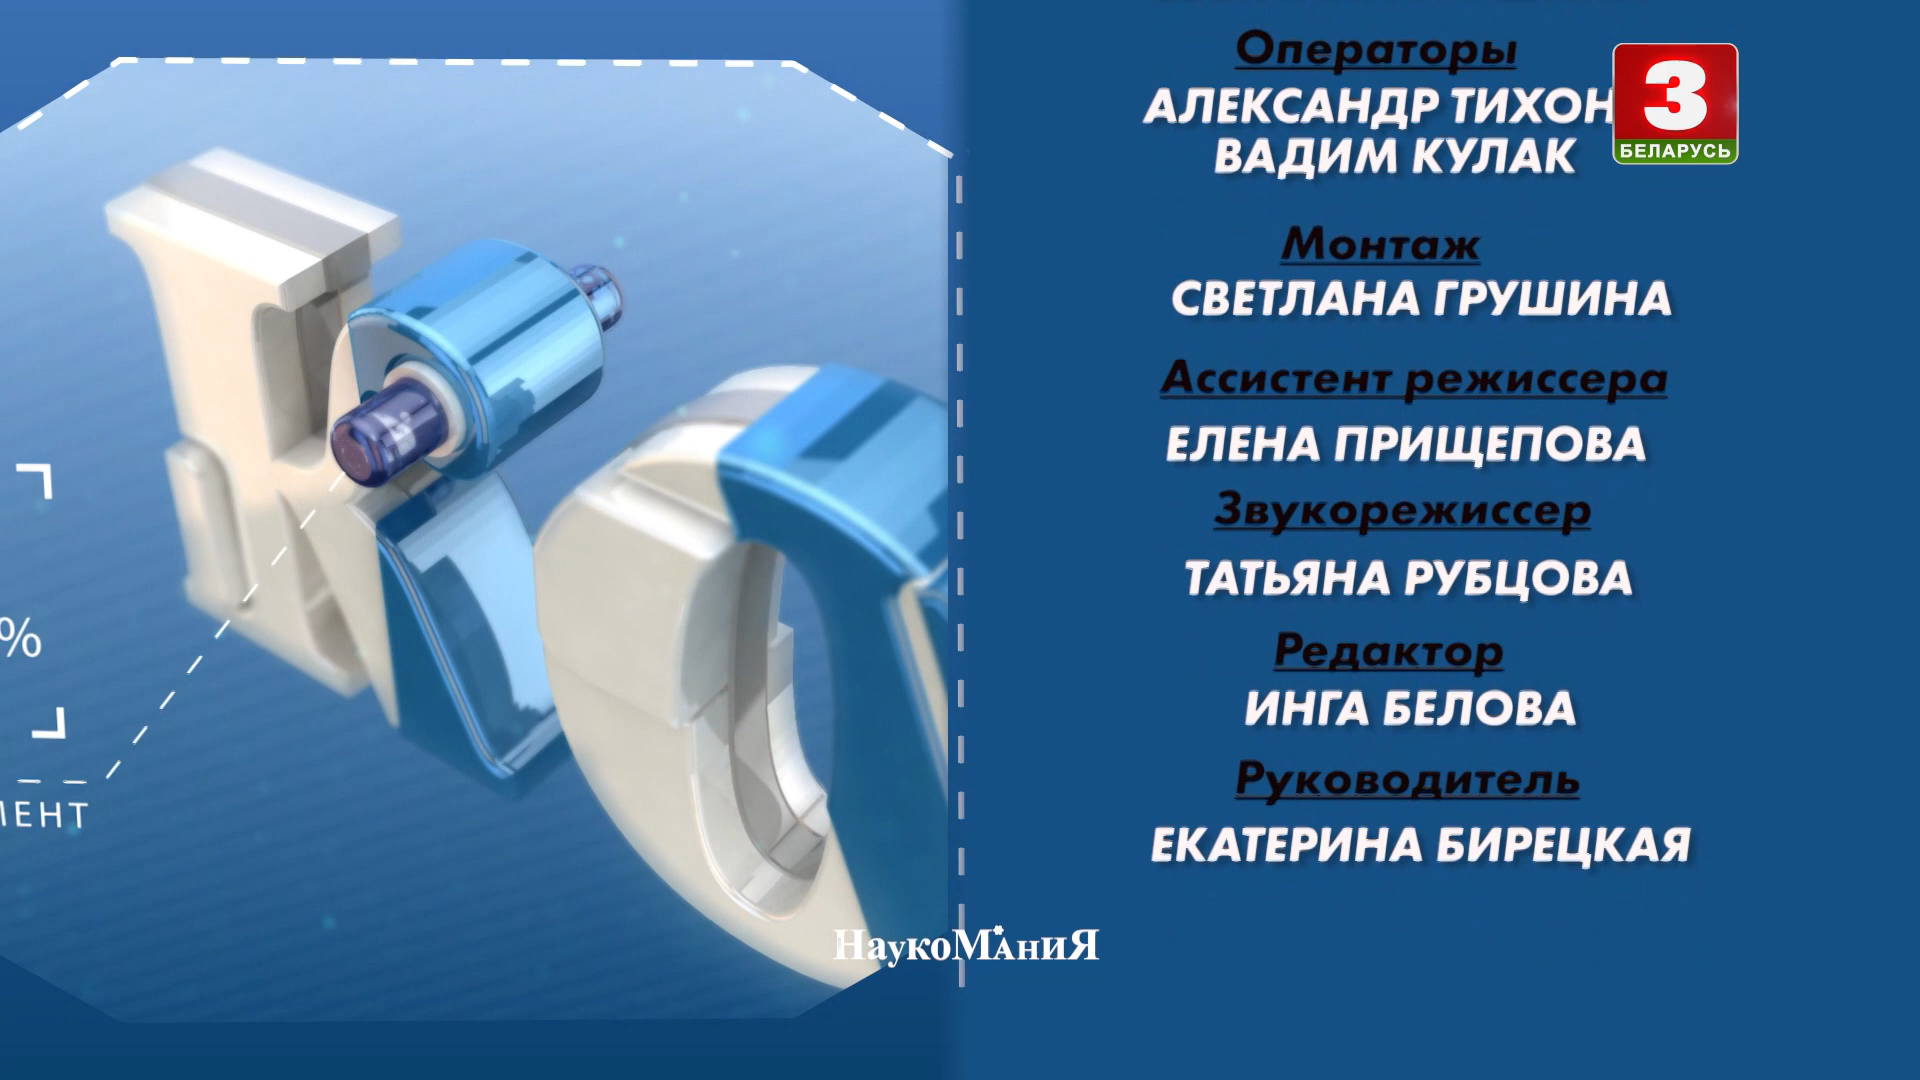 Операторы
АЛЕКСАНДР
ВАДИМ КУЛАК
3
БЕЛАРУСЬ
Монтаж
СВЕТЛАНА ГРУШИНА
Ассистент режиссера
ЕЛЕНА ПРИЩЕПОВА
Звукорежиссер
ТАТЬЯНА РУБЦОВА
Редактор
ИНГА БЕЛОВА
Руководитель
ЕКАТЕРИНА БИРЕЦКАЯ
%
НаукоМАниЯ